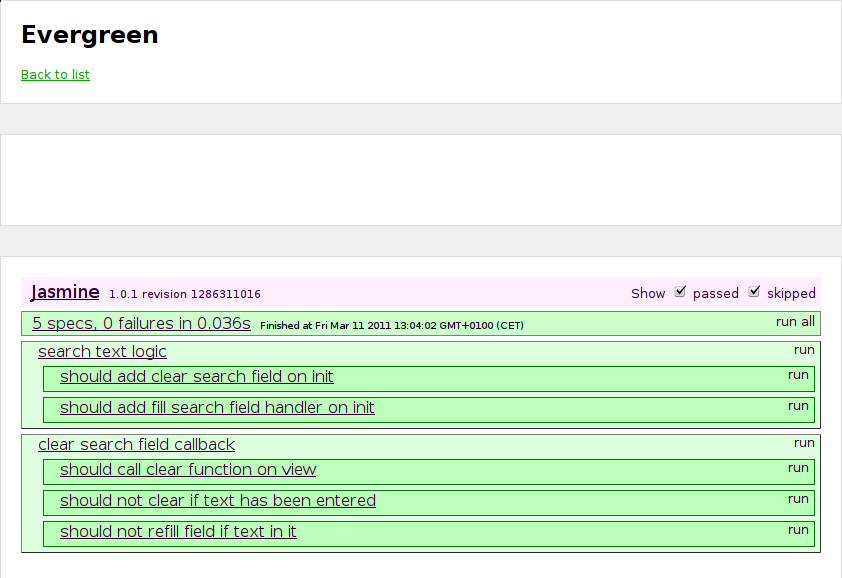 Evergreen
Back to list
Jasmine 1.0.1 revision 1286311016 Show passed skipped
5 specs, 0 failures in 0.036s Finished at Fri Mar 11 2011 13:04:02 GMT+0100 (CET) run all
search text logic run
should add clear search field on init run
should add fill search field handler on init run
clear search field callback run
should call clear function on view run
should not clear if text has been entered run
should not refill field if text in it run